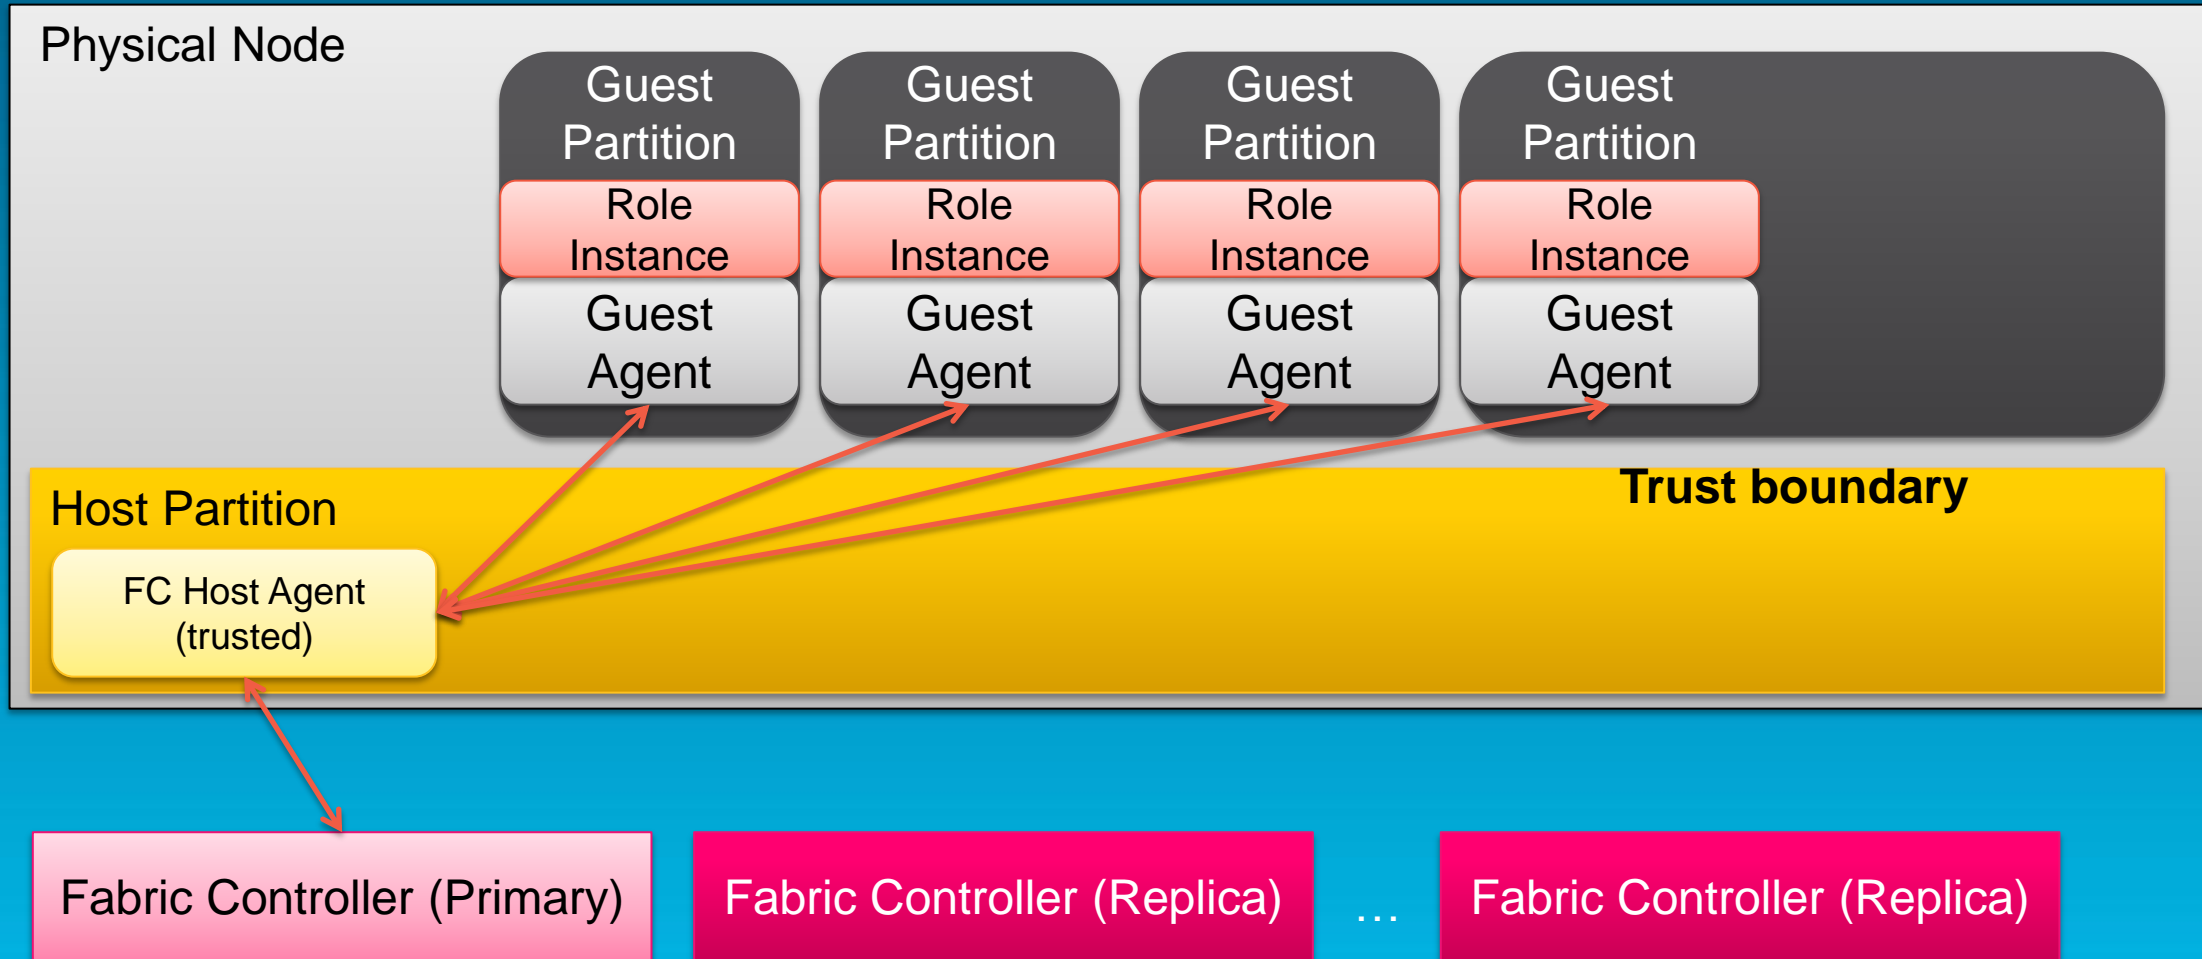 Physical Node
Guest
Partition
Role
Instance
Guest
Agent
Guest
Partition
Role
Instance
Guest
Agent
Guest
Partition
Role
Instance
Guest
Agent
Guest
Partition
Role
Instance
Guest
Agent
Trust boundary
Host Partition
FC Host Agent
(trusted)
Fabric Controller (Primary)
Fabric Controller (Replica)
…
Fabric Controller (Replica)